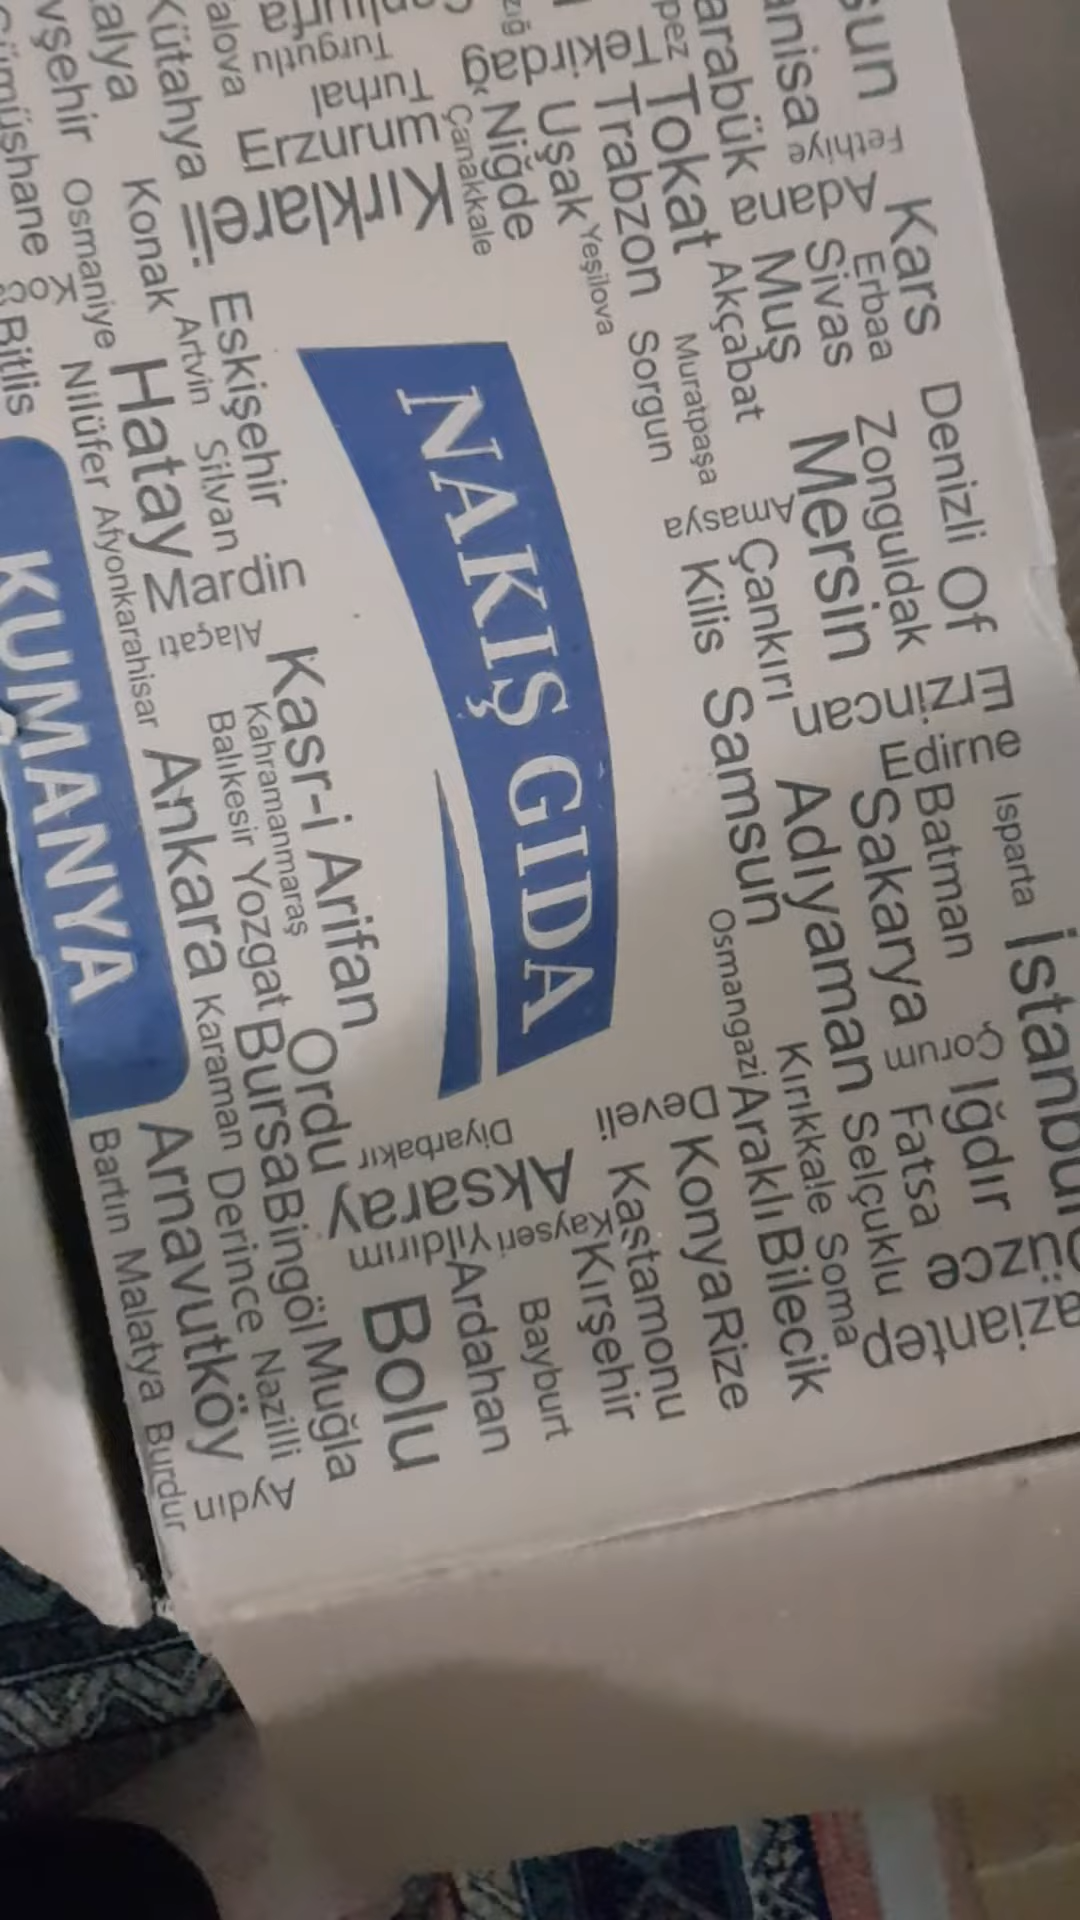 İstanbul
Isparta
Kars
Denizli
Of
Erzincan
Edirne
Batman
Çorum
Iğdır
Fethiye
Erbaa
Zonguldak
Sakarya
Fatsa
Adana
Sivas
Mersin
Adıyaman
Selçuklu
Muş
Çankırı
Kırıkkale
Soma
Akçabat
Amasya
Samsun
Araklı
Bilecik
Tokat
Muratpaşa
Kilis
Osmangazi
Konya
Rize
Trabzon
Sorgun
Develi
Kastamonu
Tekirdağ
Uşak
Yeşilova
Kırşehir
Niğde
Bayburt
Çanakkale
NAKIŞ GIDA
Kayseri
Ardahan
Turgutlu
Turhal
Erzurum
Kırklareli
Diyarbakır
Aksaray
Yıldırım
Bolu
Kasr-i Arifan
Ordu
Kahramanmaraş
Muğla
Eskişehir
Mardin
Balıkesir
Yozgat
Bursa
Bingöl
Kütahya
Artvin
Silvan
Alaçatı
Karaman
Derince
Nazilli
Aydın
Konak
Hatay
Ankara
Arnavutköy
Osmaniye
Nilüfer
Afyonkarahisar
Bartın
Malatya
Burdur
Bitlis
KUMANYA